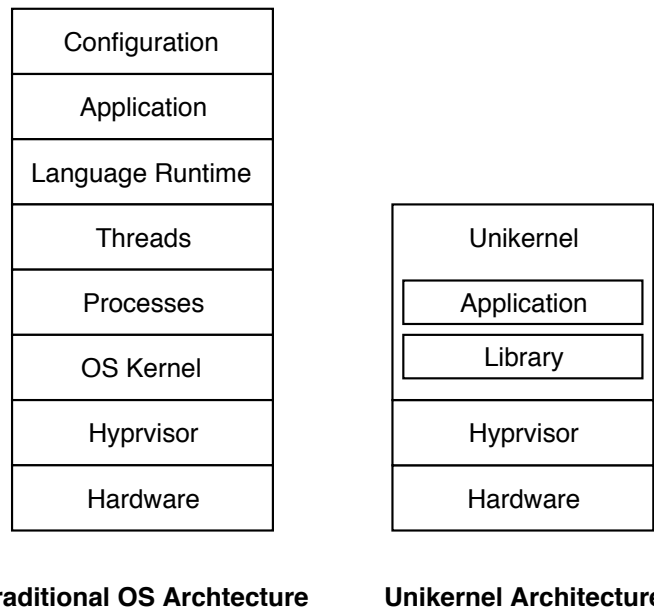 Configuration
Application
Language Runtime
Threads
Processes
OS Kernel
Hyprvisor
Hardware
Unikernel
Application
Library
Hyprvisor
Hardware
raditional OS Archtecture
Unikernel Architecture